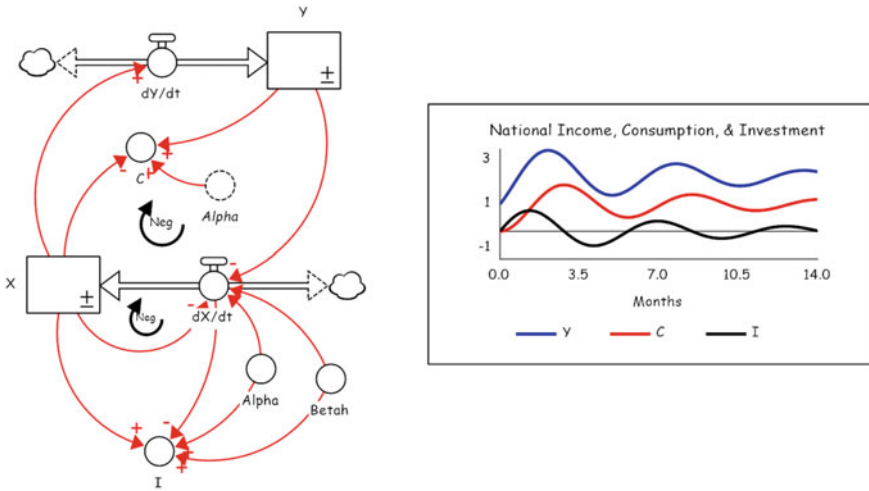 Y
±
+
dY/dt
-
+
+
C
Alpha
Neg
X
±
-
-
Neg
dX/dt
Alpha
Betah
+
-
+
+
I
National Income, Consumption, & Investment
3
1
-1
0.0 3.5 7.0 10.5 14.0
Months
Y C I